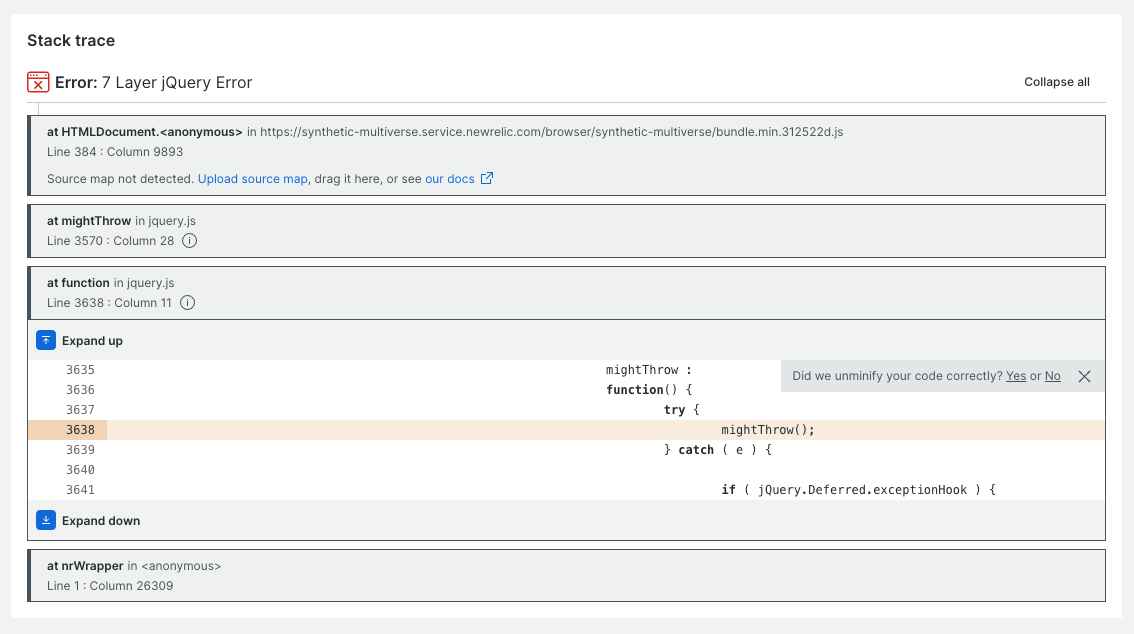 Stack trace
Error: 7 Layer jQuery Error
Collapse all
at HTMLDocument.<anonymous> in https://synthetic-multiverse.service.newrelic.com/browser/synthetic-multiverse/bundle.min.312522d.js
Line 384 : Column 9893
Source map not detected. Upload source map, drag it here, or see our docs
at mightThrow in jquery.js
Line 3570 : Column 28
at function in jquery.js
Line 3638 : Column 11
Expand up
3635 mightThrow :
Did we unminify your code correctly? Yes or No
3636 function() {
3637 try {
3638 mightThrow();
3639 } catch ( e ) {
3640
3641 if ( jQuery.Deferred.exceptionHook ) {
Expand down
at nrWrapper in <anonymous>
Line 1 : Column 26309